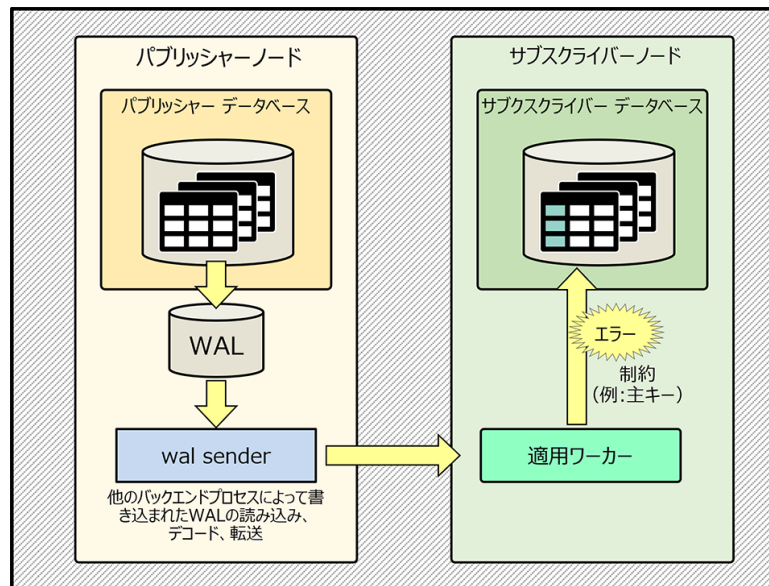 パブリッシャーノード
パブリッシャー データベース
WAL
wal sender
他のバックエンドプロセスによって書
き込まれたWALの読み込み、
デコード、転送
サブスクライバーノード
サブクスクライバー データベース
エラー
制約
（例：主キー）
適用ワーカー